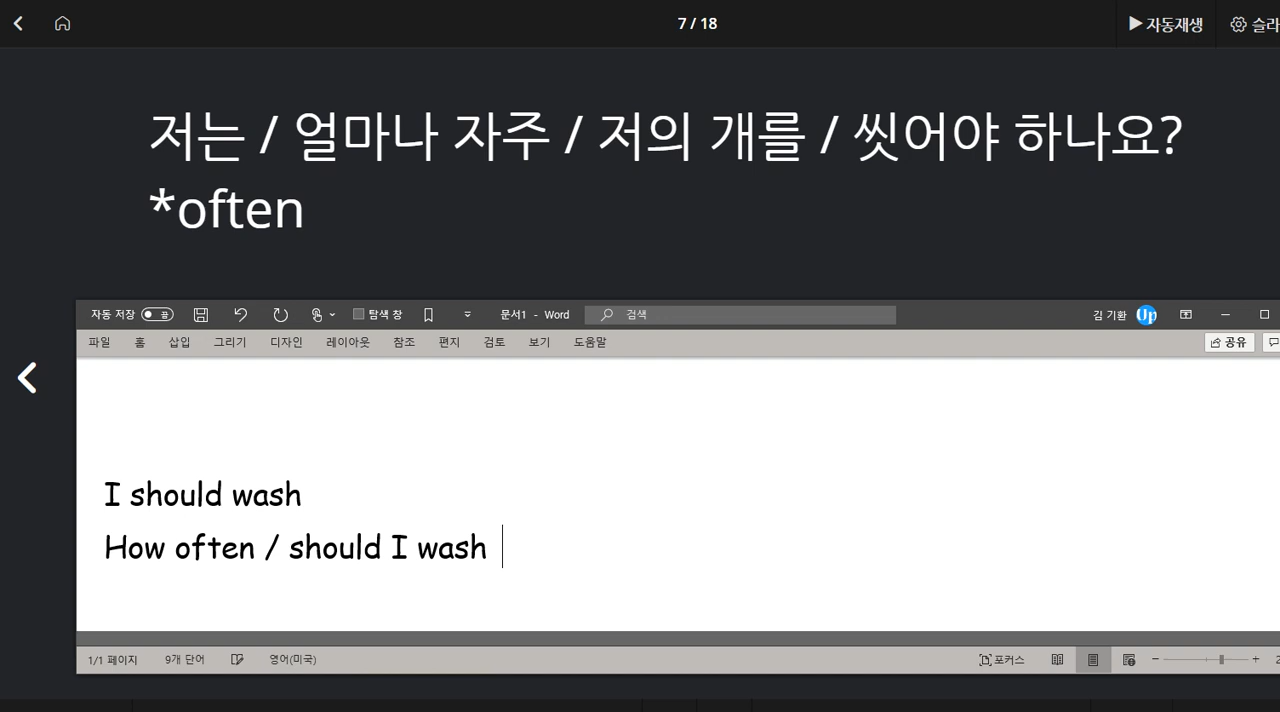 7 / 18
▶ 자동재생
슬라
저는 / 얼마나 자주 / 저의 개를 / 씻어야 하나요?
*often
자동 저장 끔 탐색 창 문서1 - Word 검색 김 기환 Up
파일 홈 삽입 그리기 디자인 레이아웃 참조 편지 검토 보기 도움말 공유
I should wash
How often / should I wash
1/1 페이지 9개 단어 영어(미국) 포커스 − + 2